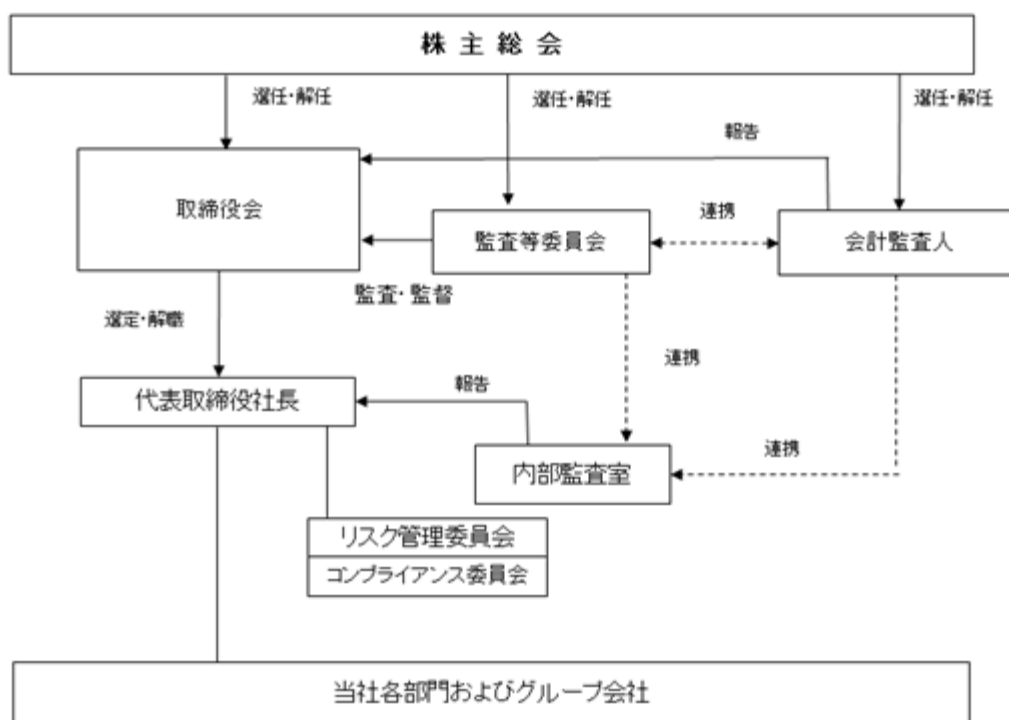 株主総会
選任・解任
選任・解任
選任・解任
報告
取締役会
監査等委員会
連携
会計監査人
監査・監督
選定・解職
連携
代表取締役社長
報告
内部監査室
連携
リスク管理委員会
コンプライアンス委員会
当社各部門およびグループ会社